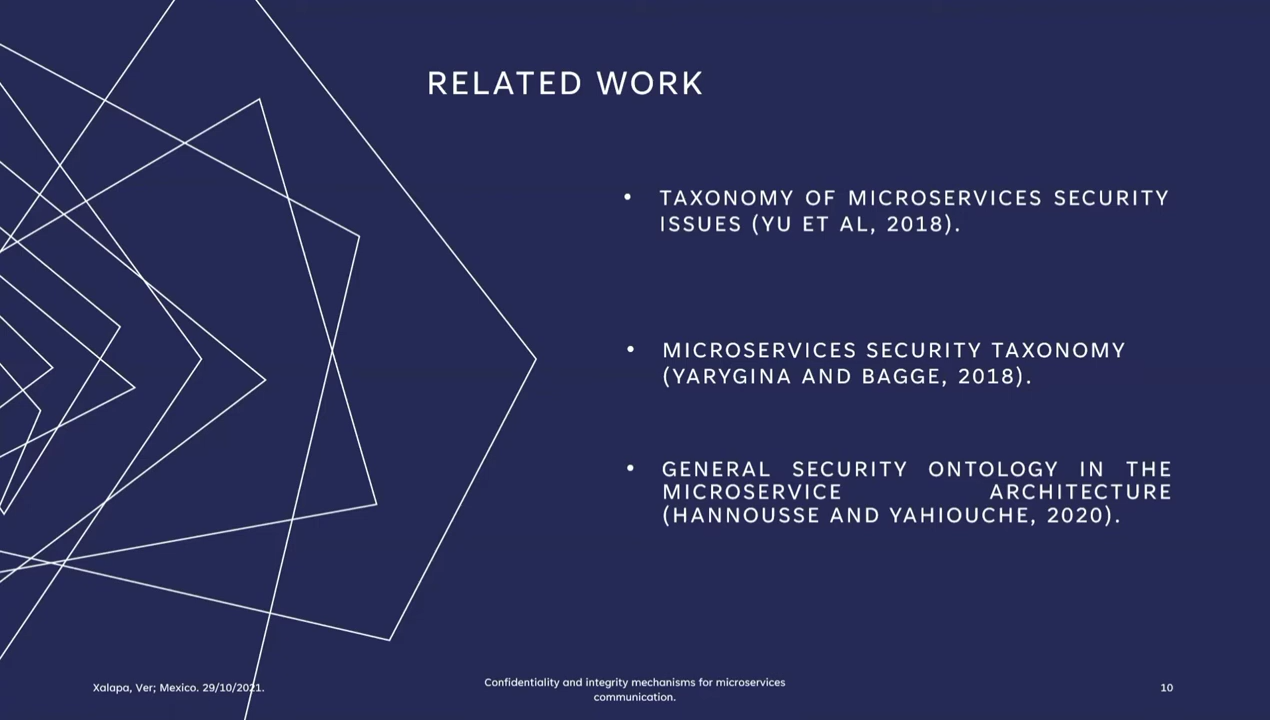 RELATED WORK
• TAXONOMY OF MICROSERVICES SECURITY
ISSUES (YU ET AL, 2018).
• MICROSERVICES SECURITY TAXONOMY
(YARYGINA AND BAGGE, 2018).
• GENERAL SECURITY ONTOLOGY IN THE
MICROSERVICE ARCHITECTURE
(HANNOUSSE AND YAHIOUCHE, 2020).
Xalapa, Ver; Mexico. 29/10/2021.
Confidentiality and integrity mechanisms for microservices
communication.
10